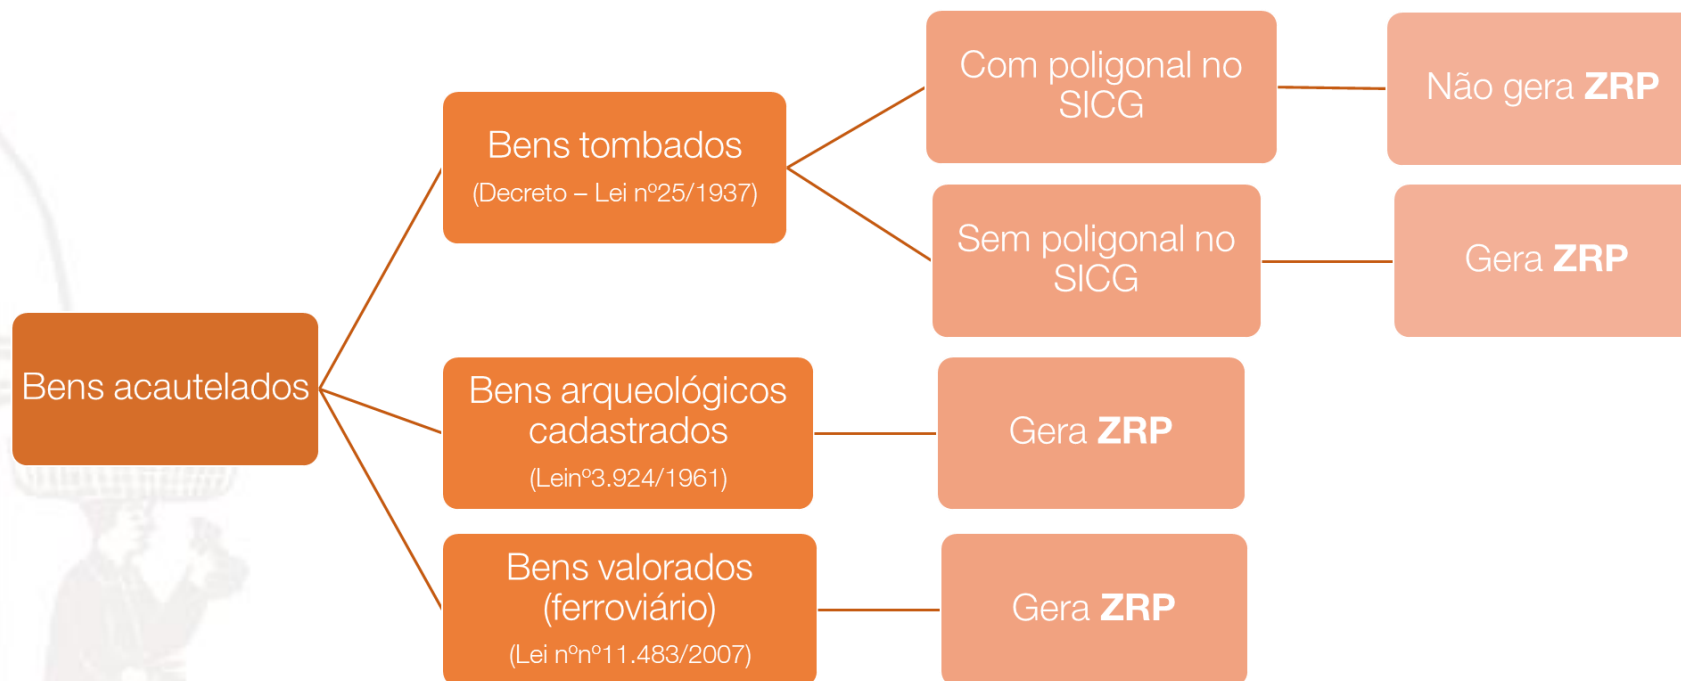 Bens acautelados
Bens tombados
(Decreto – Lei nº25/1937)
Com poligonal no
SICG
Não gera ZRP
Sem poligonal no
SICG
Gera ZRP
Bens arqueológicos
cadastrados
(Leinº3.924/1961)
Gera ZRP
Bens valorados
(ferroviário)
(Lei nºnº11.483/2007)
Gera ZRP